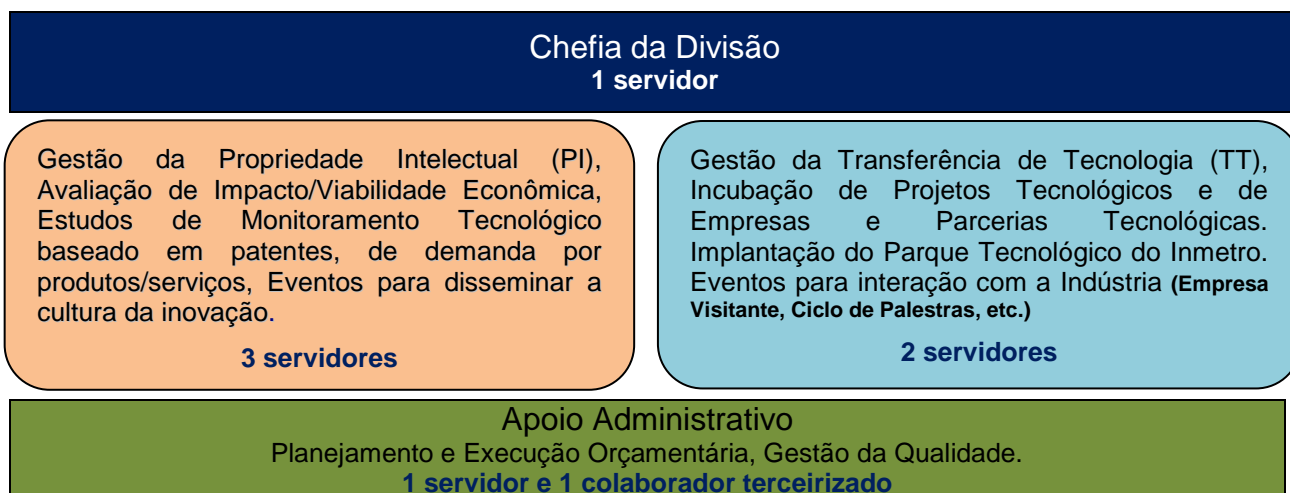 Chefia da Divisão
1 servidor
Gestão da Propriedade Intelectual (PI),
Avaliação de Impacto/Viabilidade Econômica,
Estudos de Monitoramento Tecnológico
baseado em patentes, de demanda por
produtos/serviços, Eventos para disseminar a
cultura da inovação.
3 servidores
Gestão da Transferência de Tecnologia (TT),
Incubação de Projetos Tecnológicos e de
Empresas e Parcerias Tecnológicas.
Implantação do Parque Tecnológico do Inmetro.
Eventos para interação com a Indústria (Empresa
Visitante, Ciclo de Palestras, etc.)
2 servidores
Apoio Administrativo
Planejamento e Execução Orçamentária, Gestão da Qualidade.
1 servidor e 1 colaborador terceirizado